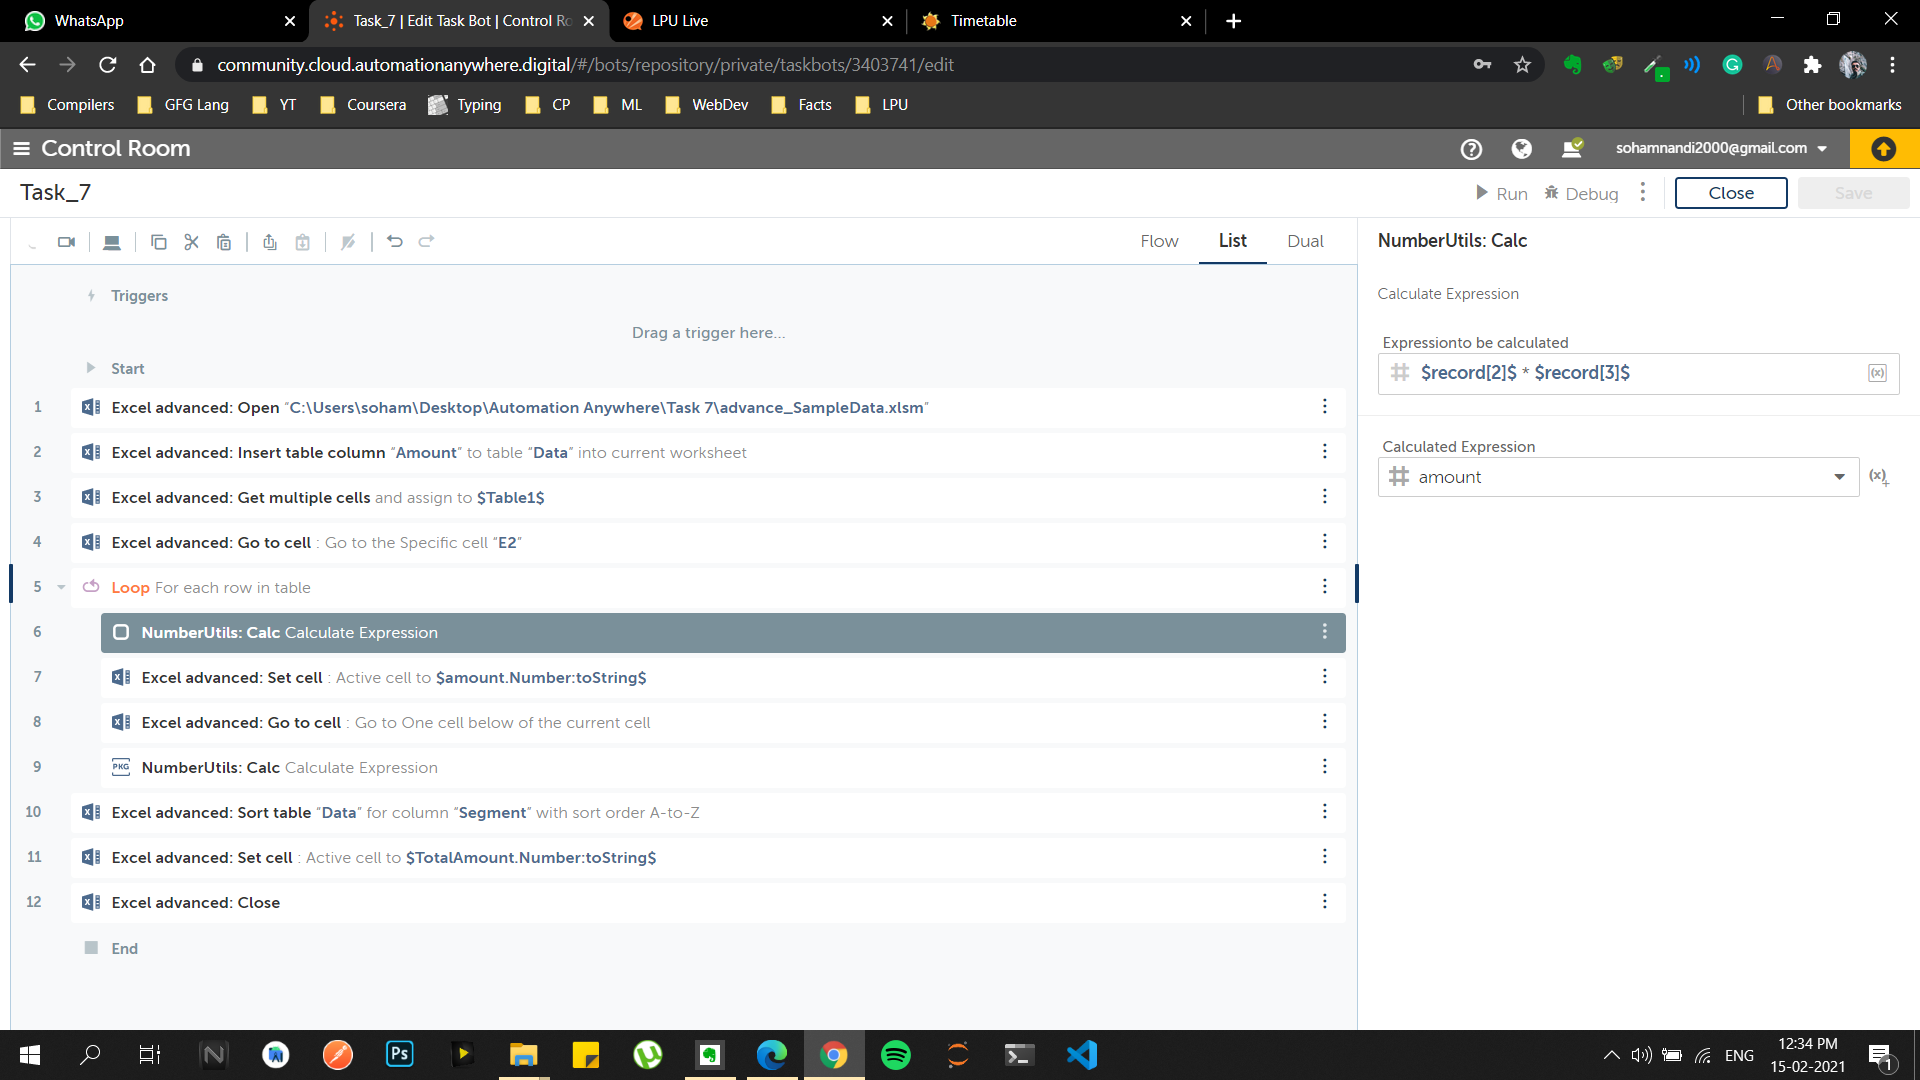 WhatsApp
Task_7 | Edit Task Bot | Control Ro
LPU Live
Timetable
community.cloud.automationanywhere.digital/#/bots/repository/private/taskbots/3403741/edit
Compilers GFG Lang YT Coursera Typing CP ML WebDev Facts LPU Other bookmarks
Control Room
sohamnandi2000@gmail.com
Task_7
Run Debug Close Save
Flow List Dual
NumberUtils: Calc
Calculate Expression
Expressionto be calculated
$record[2]$ * $record[3]$
(x)
Calculated Expression
amount
(x)+
Triggers
Drag a trigger here...
Start
1 Excel advanced: Open “C:\Users\soham\Desktop\Automation Anywhere\Task 7\advance_SampleData.xlsm”
2 Excel advanced: Insert table column “Amount” to table “Data” into current worksheet
3 Excel advanced: Get multiple cells and assign to $Table1$
4 Excel advanced: Go to cell : Go to the Specific cell “E2”
5 Loop For each row in table
6 NumberUtils: Calc Calculate Expression
7 Excel advanced: Set cell : Active cell to $amount.Number:toString$
8 Excel advanced: Go to cell : Go to One cell below of the current cell
9 PKG NumberUtils: Calc Calculate Expression
10 Excel advanced: Sort table “Data” for column “Segment” with sort order A-to-Z
11 Excel advanced: Set cell : Active cell to $TotalAmount.Number:toString$
12 Excel advanced: Close
End
Ps
ENG
12:34 PM
15-02-2021
1